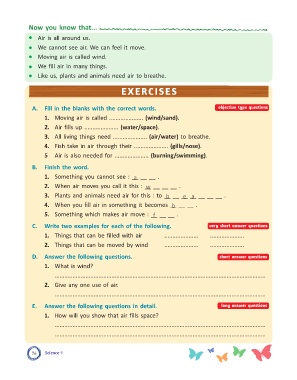 Now you know that...
• Air is all around us.
• We cannot see air. We can feel it move.
• Moving air is called wind.
• We fill air in many things.
• Like us, plants and animals need air to breathe.
EXERCISES
A. Fill in the blanks with the correct words. objective type questions
1. Moving air is called .................... (wind/sand).
2. Air fills up .................... (water/space).
3. All living things need .................... (air/water) to breathe.
4. Fish take in air through their .................... (gills/nose).
5 Air is also needed for .................... (burning/swimming).
B. Finish the word.
1. Something you cannot see :
2. When air moves you call it this : w _ _ _ .
3. Plants and animals need air for this : to b _ e a _ _ _ .
4. When you fill air in something it becomes b _ _ .
5. Something which makes air move : f _ _ .
C. Write two examples for each of the following. very short answer questions
1. Things that can be filled with air .................... ....................
2. Things that can be moved by wind .................... ....................
D. Answer the following questions. short answer questions
1. What is wind?
2. Give any one use of air.
E. Answer the following questions in detail. long answer questions
1. How will you show that air fills space?
Science-1